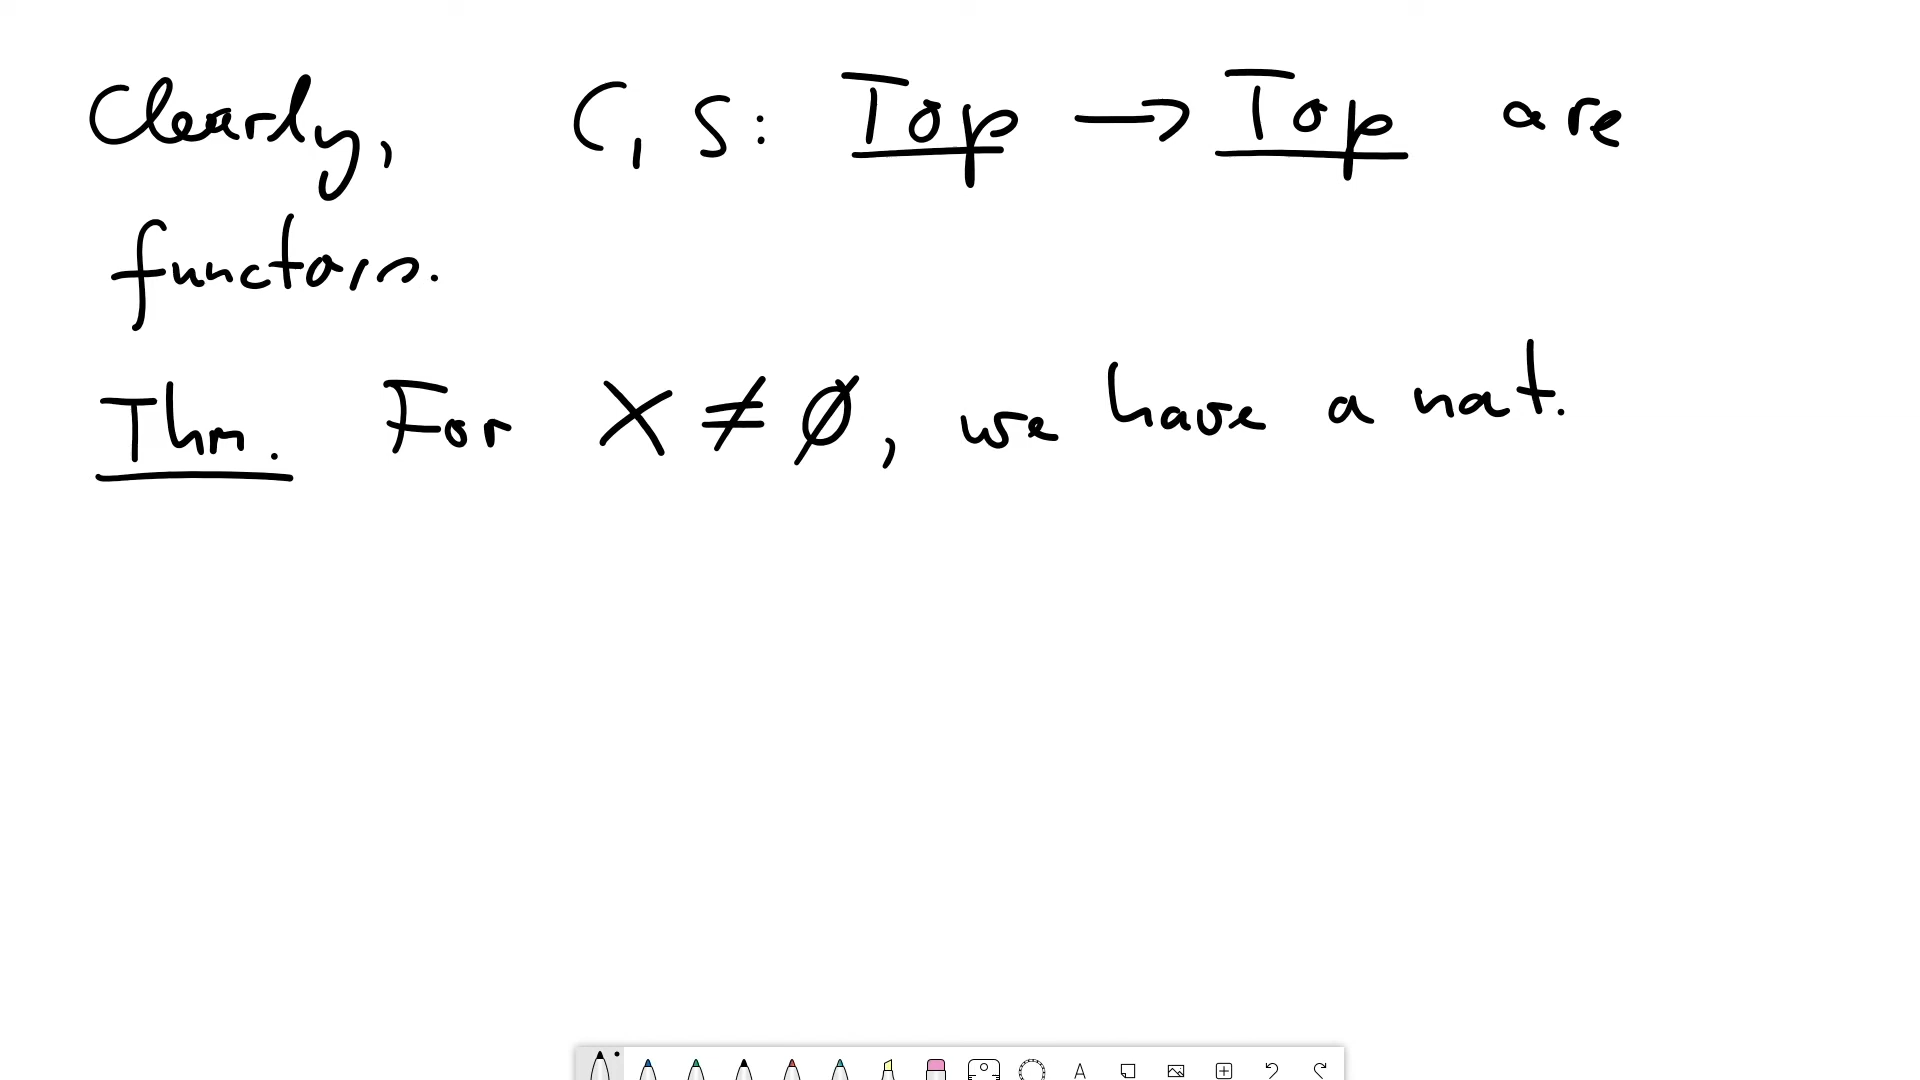 Clearly, C, S: Top → Top are
functors.
Thm. For X ≠ ∅, we have a nat.